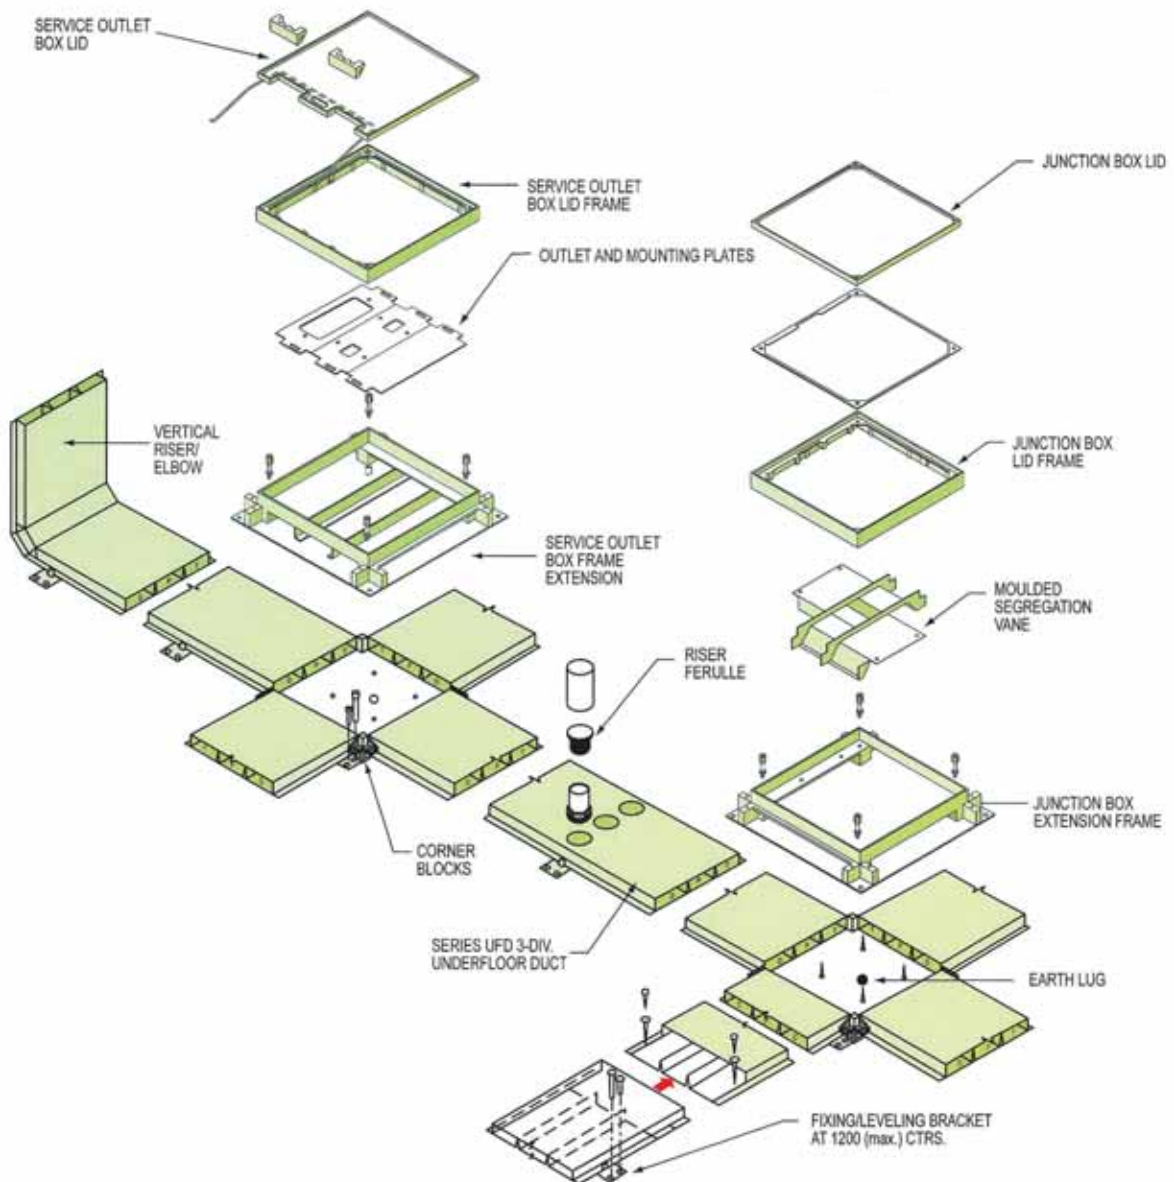 SERVICE OUTLET
BOX LID
JUNCTION BOX LID
SERVICE OUTLET
BOX LID FRAME
OUTLET AND MOUNTING PLATES
VERTICAL
RISER/
ELBOW
JUNCTION BOX
LID FRAME
SERVICE OUTLET
BOX FRAME
EXTENSION
MOULDED
SEGREGATION
VANE
RISER
FERULLE
JUNCTION BOX
EXTENSION FRAME
CORNER
BLOCKS
SERIES UFD 3-DIV.
UNDERFLOOR DUCT
EARTH LUG
FIXING/LEVELING BRACKET
AT 1200 (max.) CTRS.